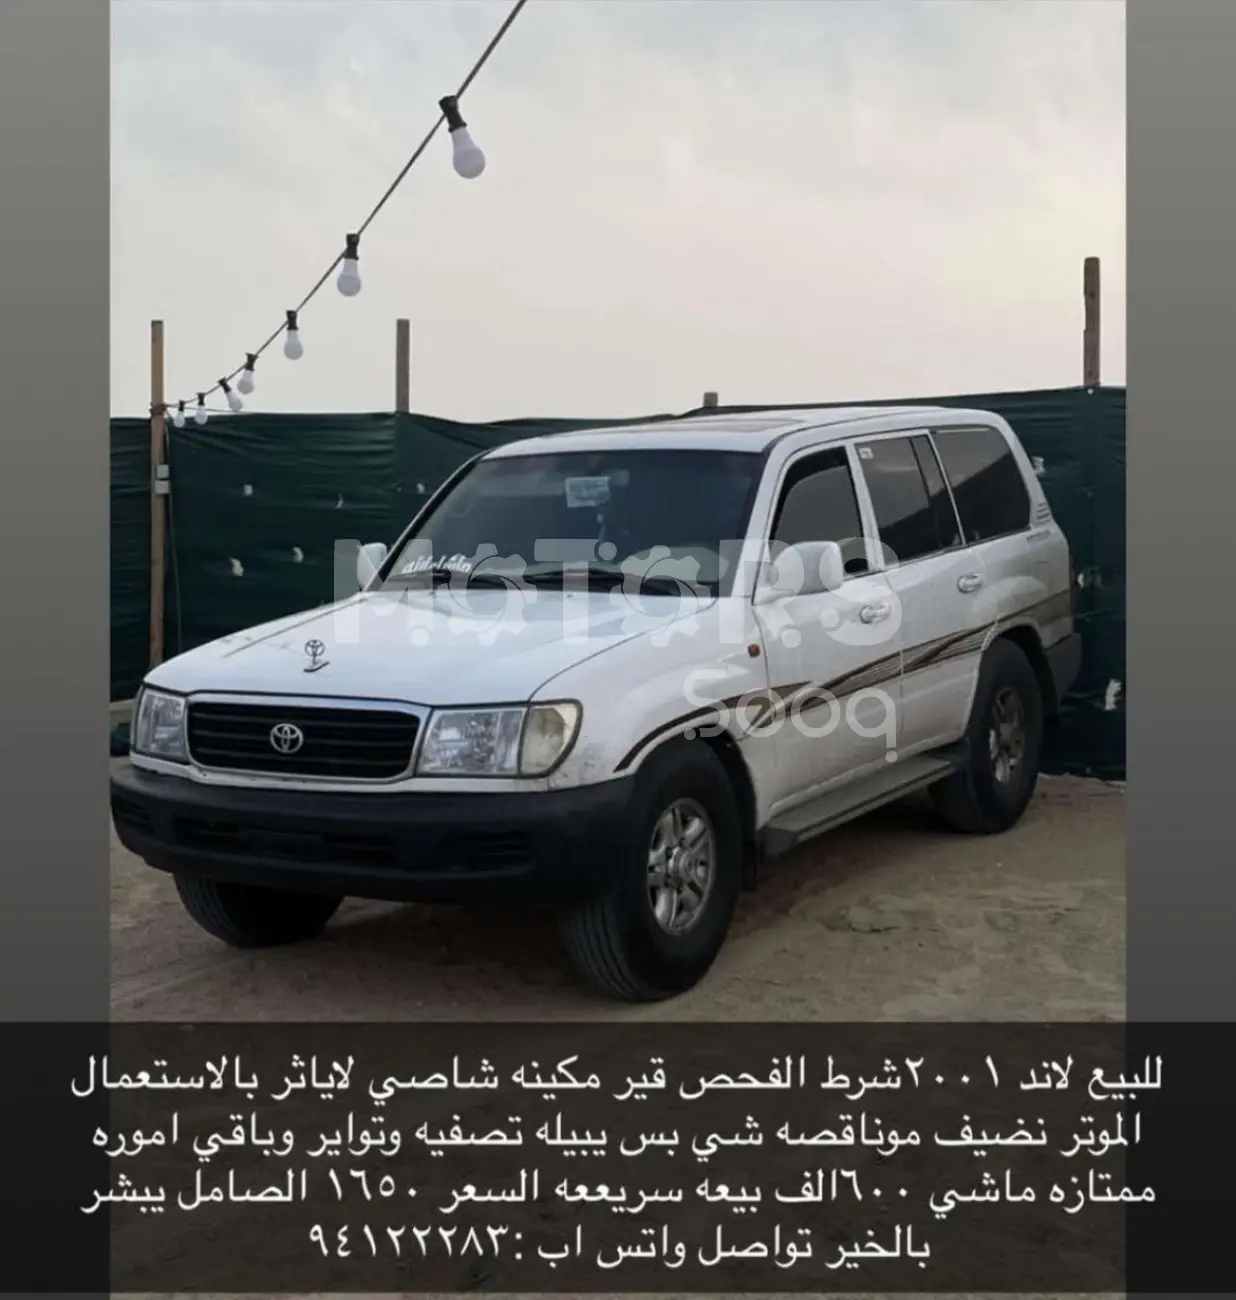 MoToRS
Sooq
للبيع لاند ٢٠٠١شرط الفحص قير مكينه شاصي لاياثر بالاستعمال
الموتر نضيف موناقصه شي بس يبيله تصفيه وتواير وباقي اموره
ممتازه ماشي ٦٠٠الف بيعه سريععه السعر ١٦٥٠ الصامل يبشر
بالخير تواصل واتس اب :٩٤١٢٢٢٨٣